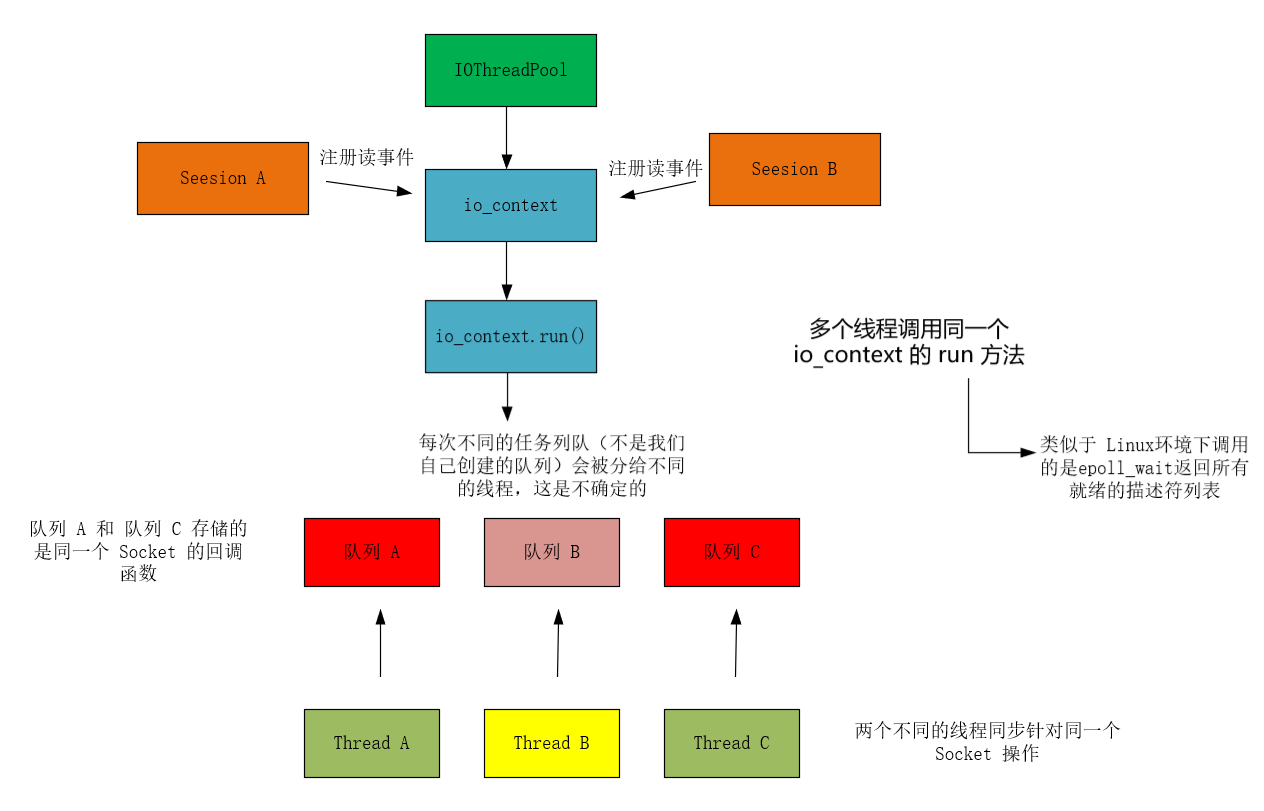 IOThreadPool
Seesion A
注册读事件
注册读事件
Seesion B
io_context
io_context.run()
多个线程调用同一个
io_context 的 run 方法
每次不同的任务列队（不是我们
自己创建的队列）会被分给不同
的线程，这是不确定的
类似于 Linux环境下调用
的是epoll_wait返回所有
就绪的描述符列表
队列 A 和 队列 C 存储的
是同一个 Socket 的回调
函数
队列 A
队列 B
队列 C
Thread A
Thread B
Thread C
两个不同的线程同步针对同一个
Socket 操作